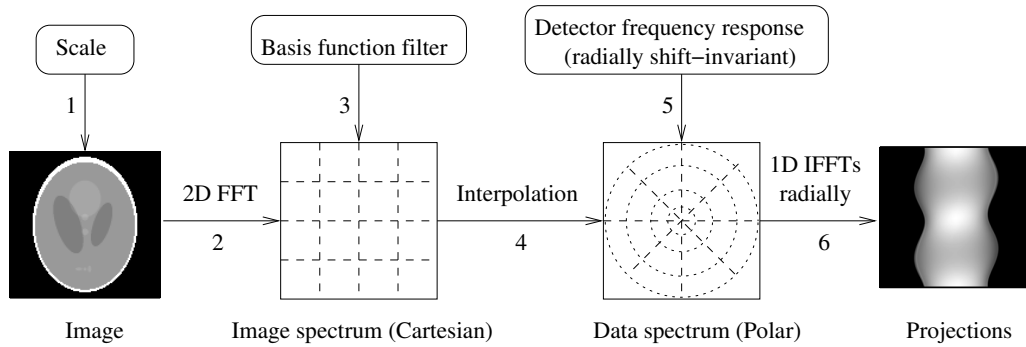 Scale
Basis function filter
Detector frequency response
(radially shift−invariant)
1
3
5
2D FFT
Interpolation
1D IFFTs
radially
2
4
6
Image
Image spectrum (Cartesian)
Data spectrum (Polar)
Projections